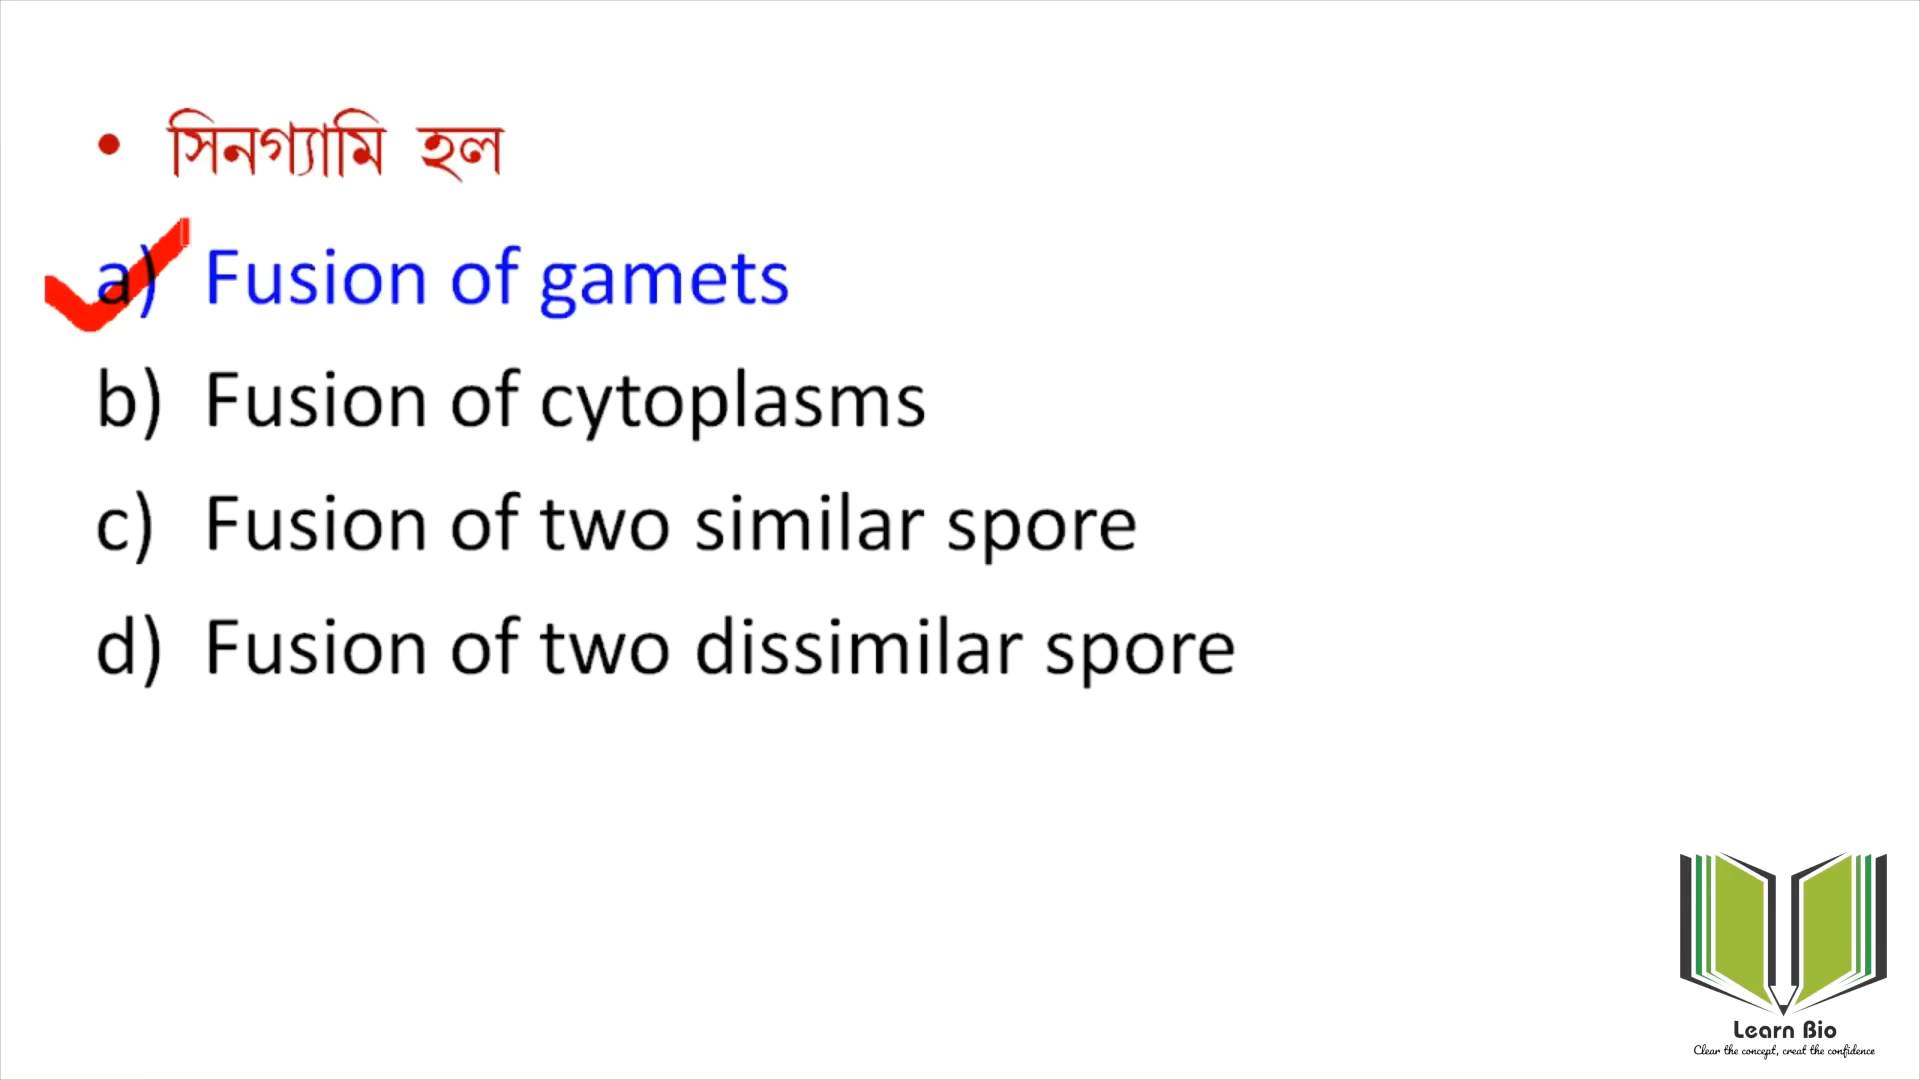 • সিনগ্যামি হল
a) Fusion of gamets
b) Fusion of cytoplasms
c) Fusion of two similar spore
d) Fusion of two dissimilar spore
Learn Bio
Clear the concept, creat the confidence